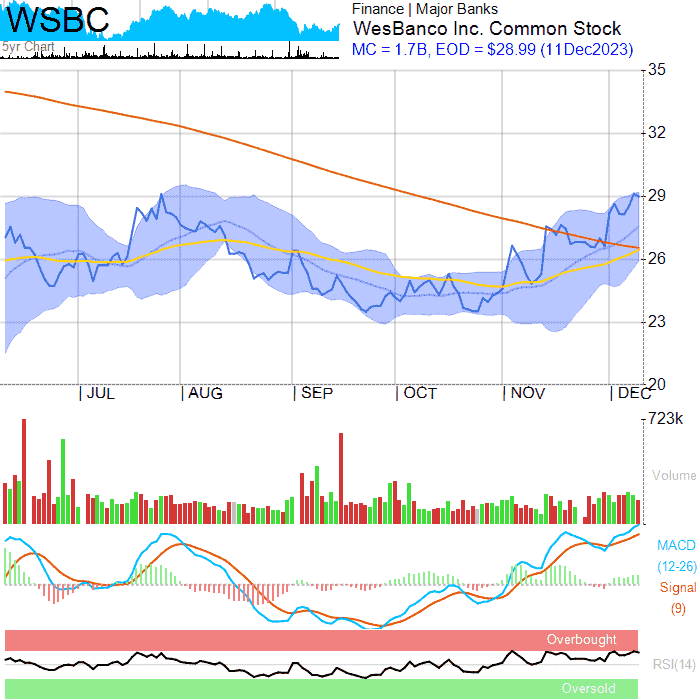 WSBC
5yr Chart
Finance | Major Banks
WesBanco Inc. Common Stock
MC = 1.7B, EOD = $28.99 (11Dec2023)
35
32
29
26
23
20
JUL
AUG
SEP
OCT
NOV
DEC
723k
Volume
MACD
(12-26)
Signal
(9)
Overbought
RSI(14)
Oversold